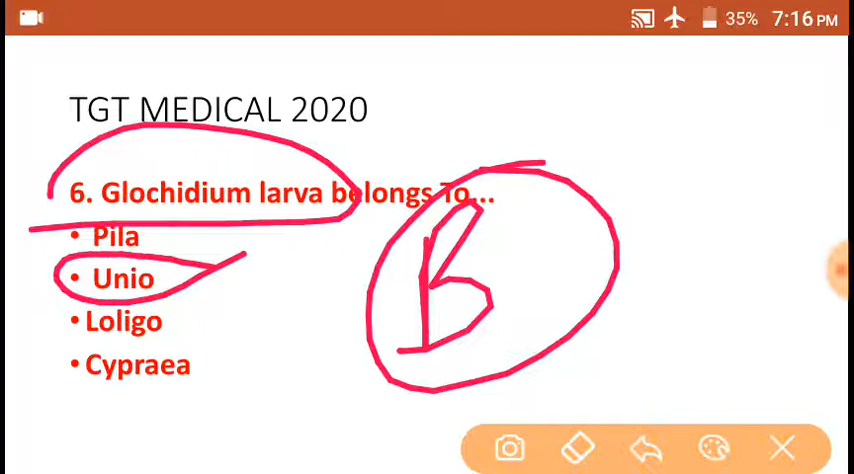 35% 7:16 PM
TGT MEDICAL 2020
6. Glochidium larva belongs To...
• Pila
• Unio
• Loligo
• Cypraea
B